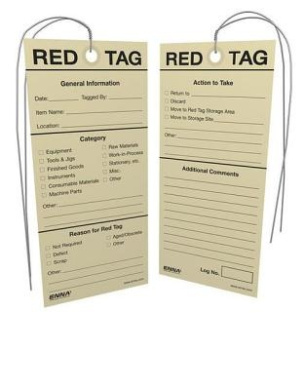 RED TAG
General Information
Date: Tagged By:
Item Name:
Location:
Category
Equipment
Tools & Jigs
Finished Goods
Instruments
Consumable Materials
Machine Parts
Raw Materials
Work-in-Process
Stationery, etc.
Misc.
Other
Other:
Reason for Red Tag
Not Required
Defect
Scrap
Aged/Obsolete
Other
Other:
ENNA
RED TAG
Action to Take
Return to
Discard
Move to Red Tag Storage Area
Move to Storage Site
Other:
Additional Comments
ENNA
Log No.